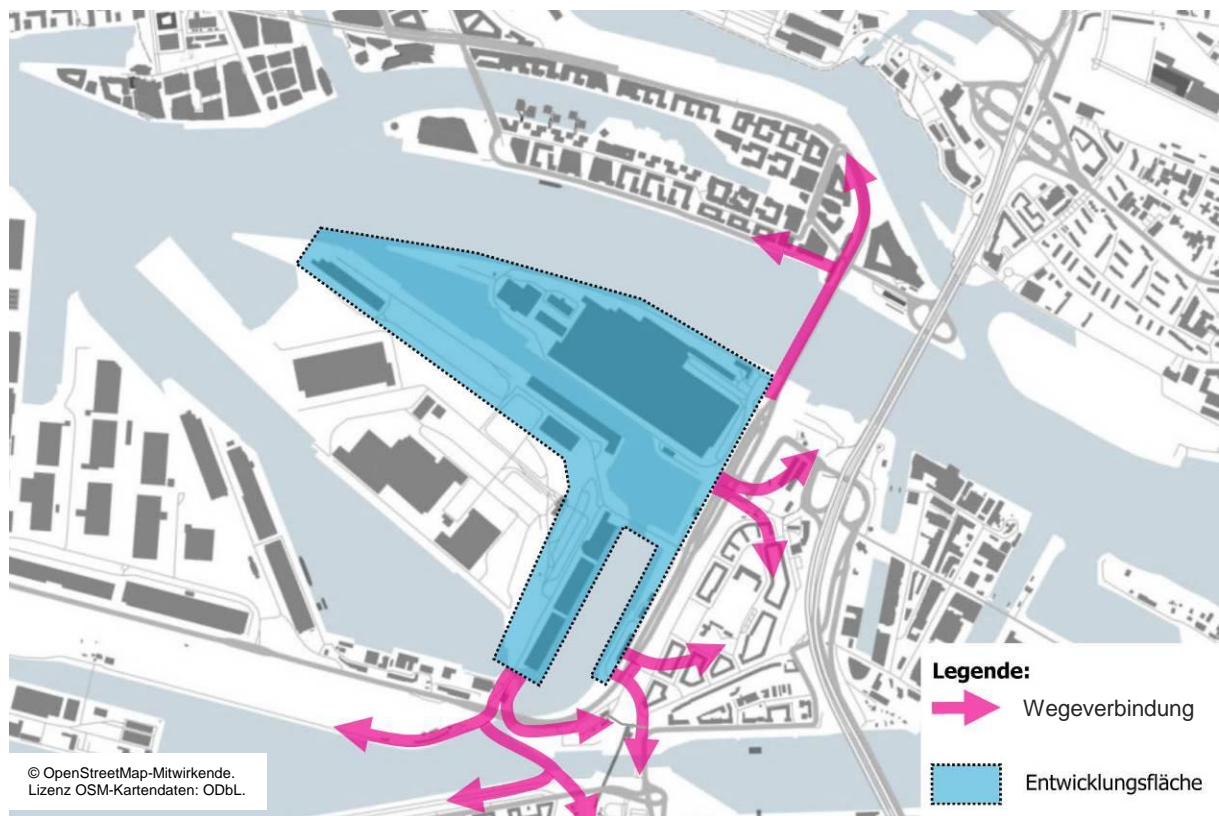 Legende:
Wegeverbindung
Entwicklungsfläche
© OpenStreetMap-Mitwirkende.
Lizenz OSM-Kartendaten: ODbL.